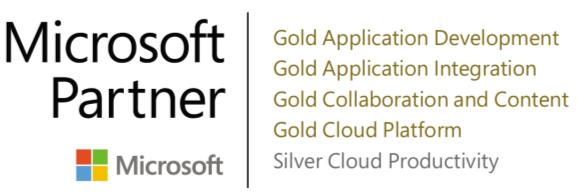 Microsoft
Partner
Microsoft
Gold Application Development
Gold Application Integration
Gold Collaboration and Content
Gold Cloud Platform
Silver Cloud Productivity